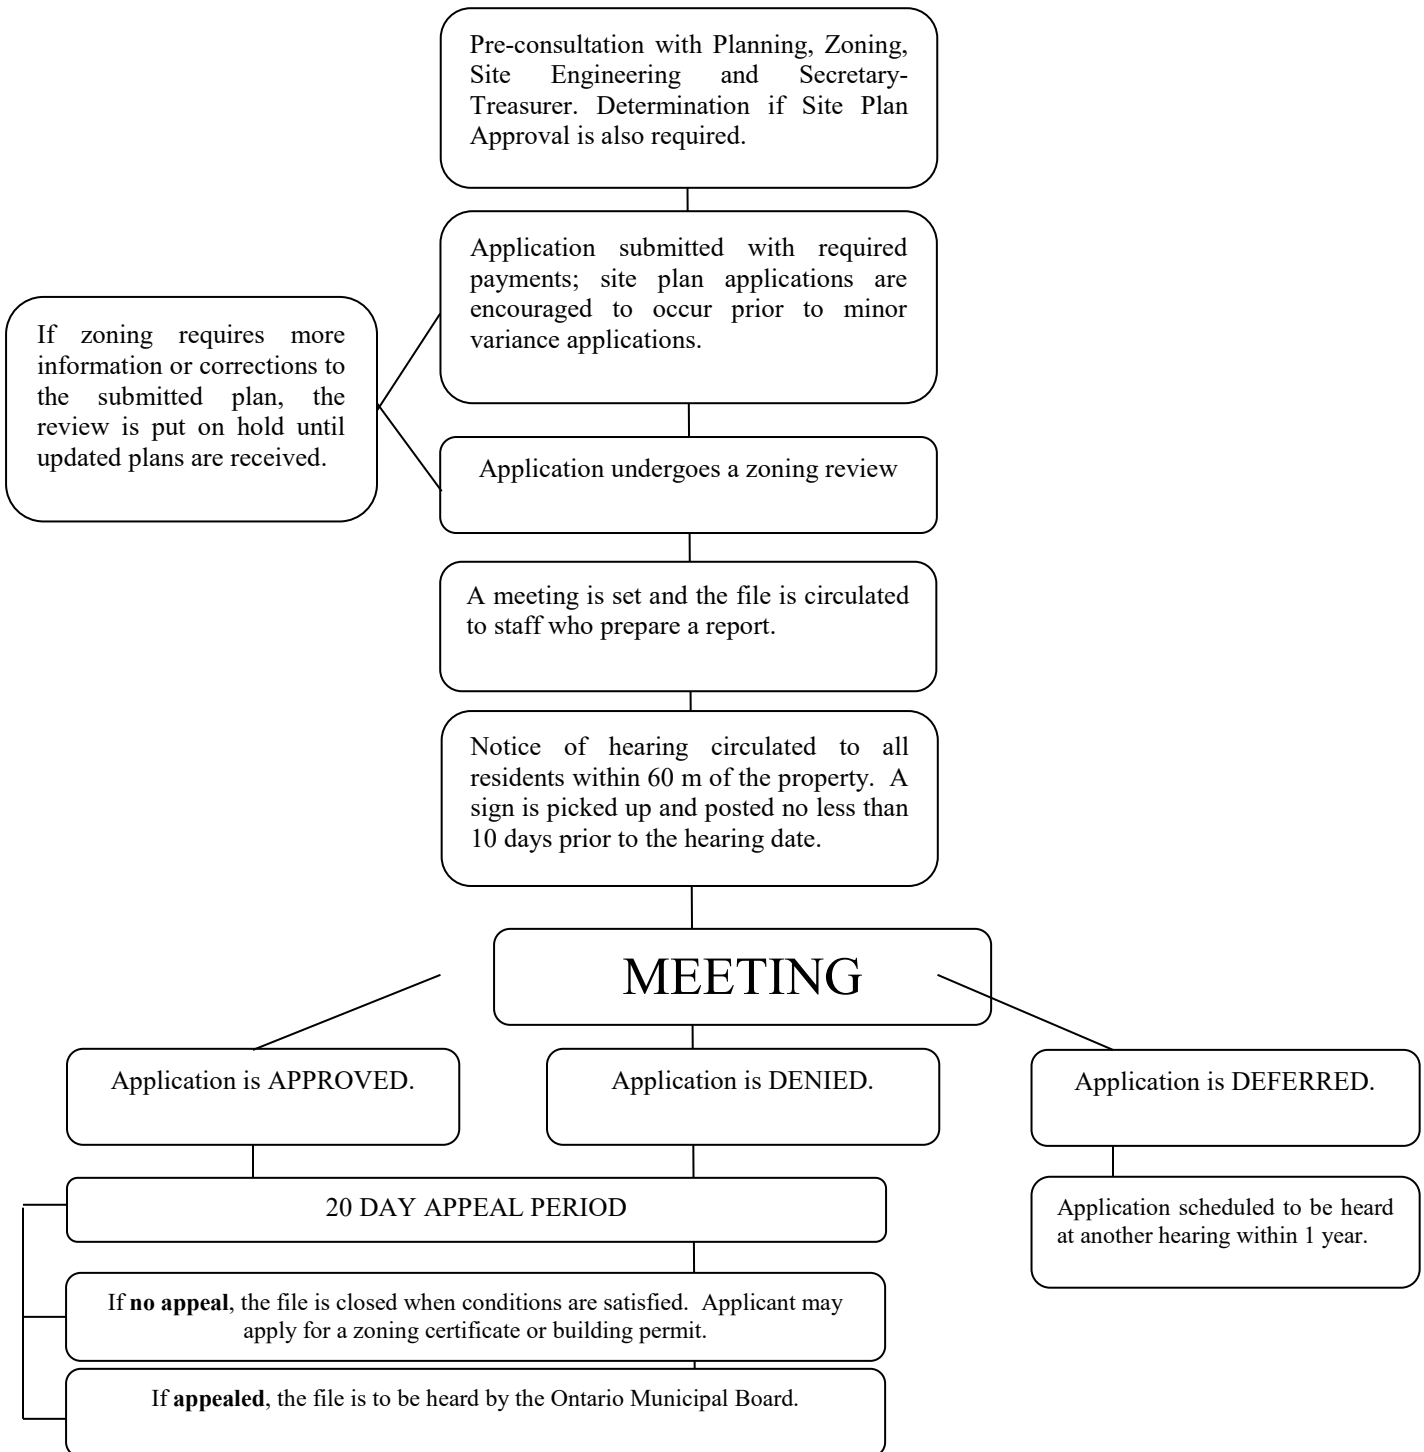 Pre-consultation with Planning, Zoning,
Site Engineering and Secretary-
Treasurer. Determination if Site Plan
Approval is also required.
Application submitted with required
payments; site plan applications are
encouraged to occur prior to minor
variance applications.
If zoning requires more
information or corrections to
the submitted plan, the
review is put on hold until
updated plans are received.
Application undergoes a zoning review
A meeting is set and the file is circulated
to staff who prepare a report.
Notice of hearing circulated to all
residents within 60 m of the property. A
sign is picked up and posted no less than
10 days prior to the hearing date.
MEETING
Application is APPROVED.
Application is DENIED.
Application is DEFERRED.
20 DAY APPEAL PERIOD
Application scheduled to be heard
at another hearing within 1 year.
If no appeal, the file is closed when conditions are satisfied. Applicant may
apply for a zoning certificate or building permit.
If appealed, the file is to be heard by the Ontario Municipal Board.